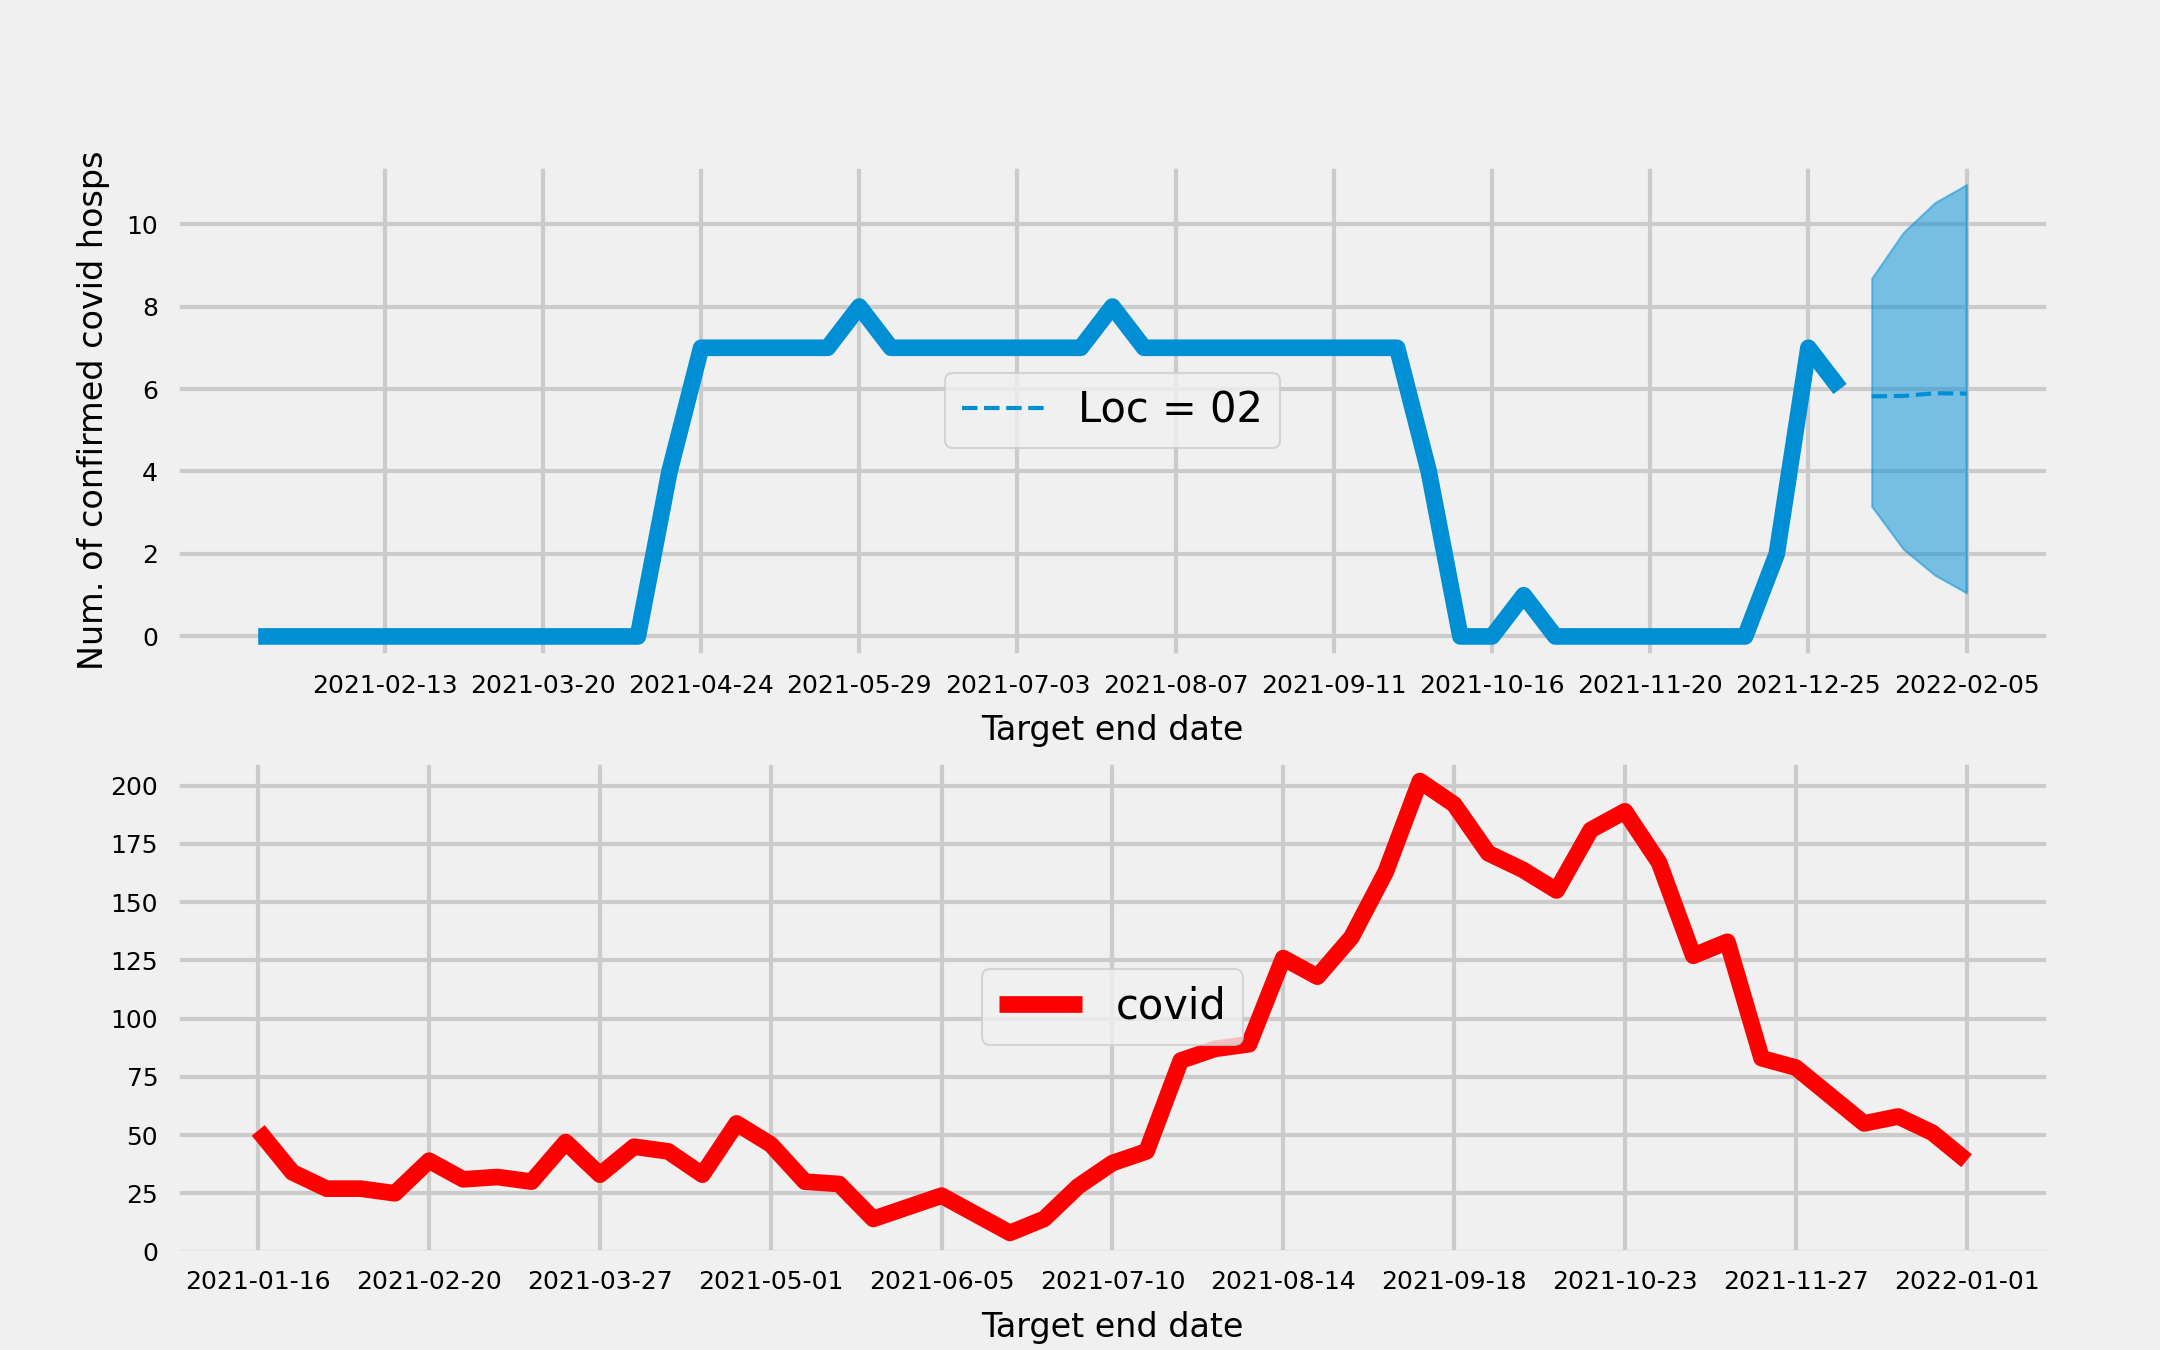 Num. of confirmed covid hosps
10
8
6
4
2
0
Loc = 02
2021-02-13 2021-03-20 2021-04-24 2021-05-29 2021-07-03 2021-08-07 2021-09-11 2021-10-16 2021-11-20 2021-12-25 2022-02-05
Target end date
200
175
150
125
100
75
50
25
0
covid
2021-01-16 2021-02-20 2021-03-27 2021-05-01 2021-06-05 2021-07-10 2021-08-14 2021-09-18 2021-10-23 2021-11-27 2022-01-01
Target end date